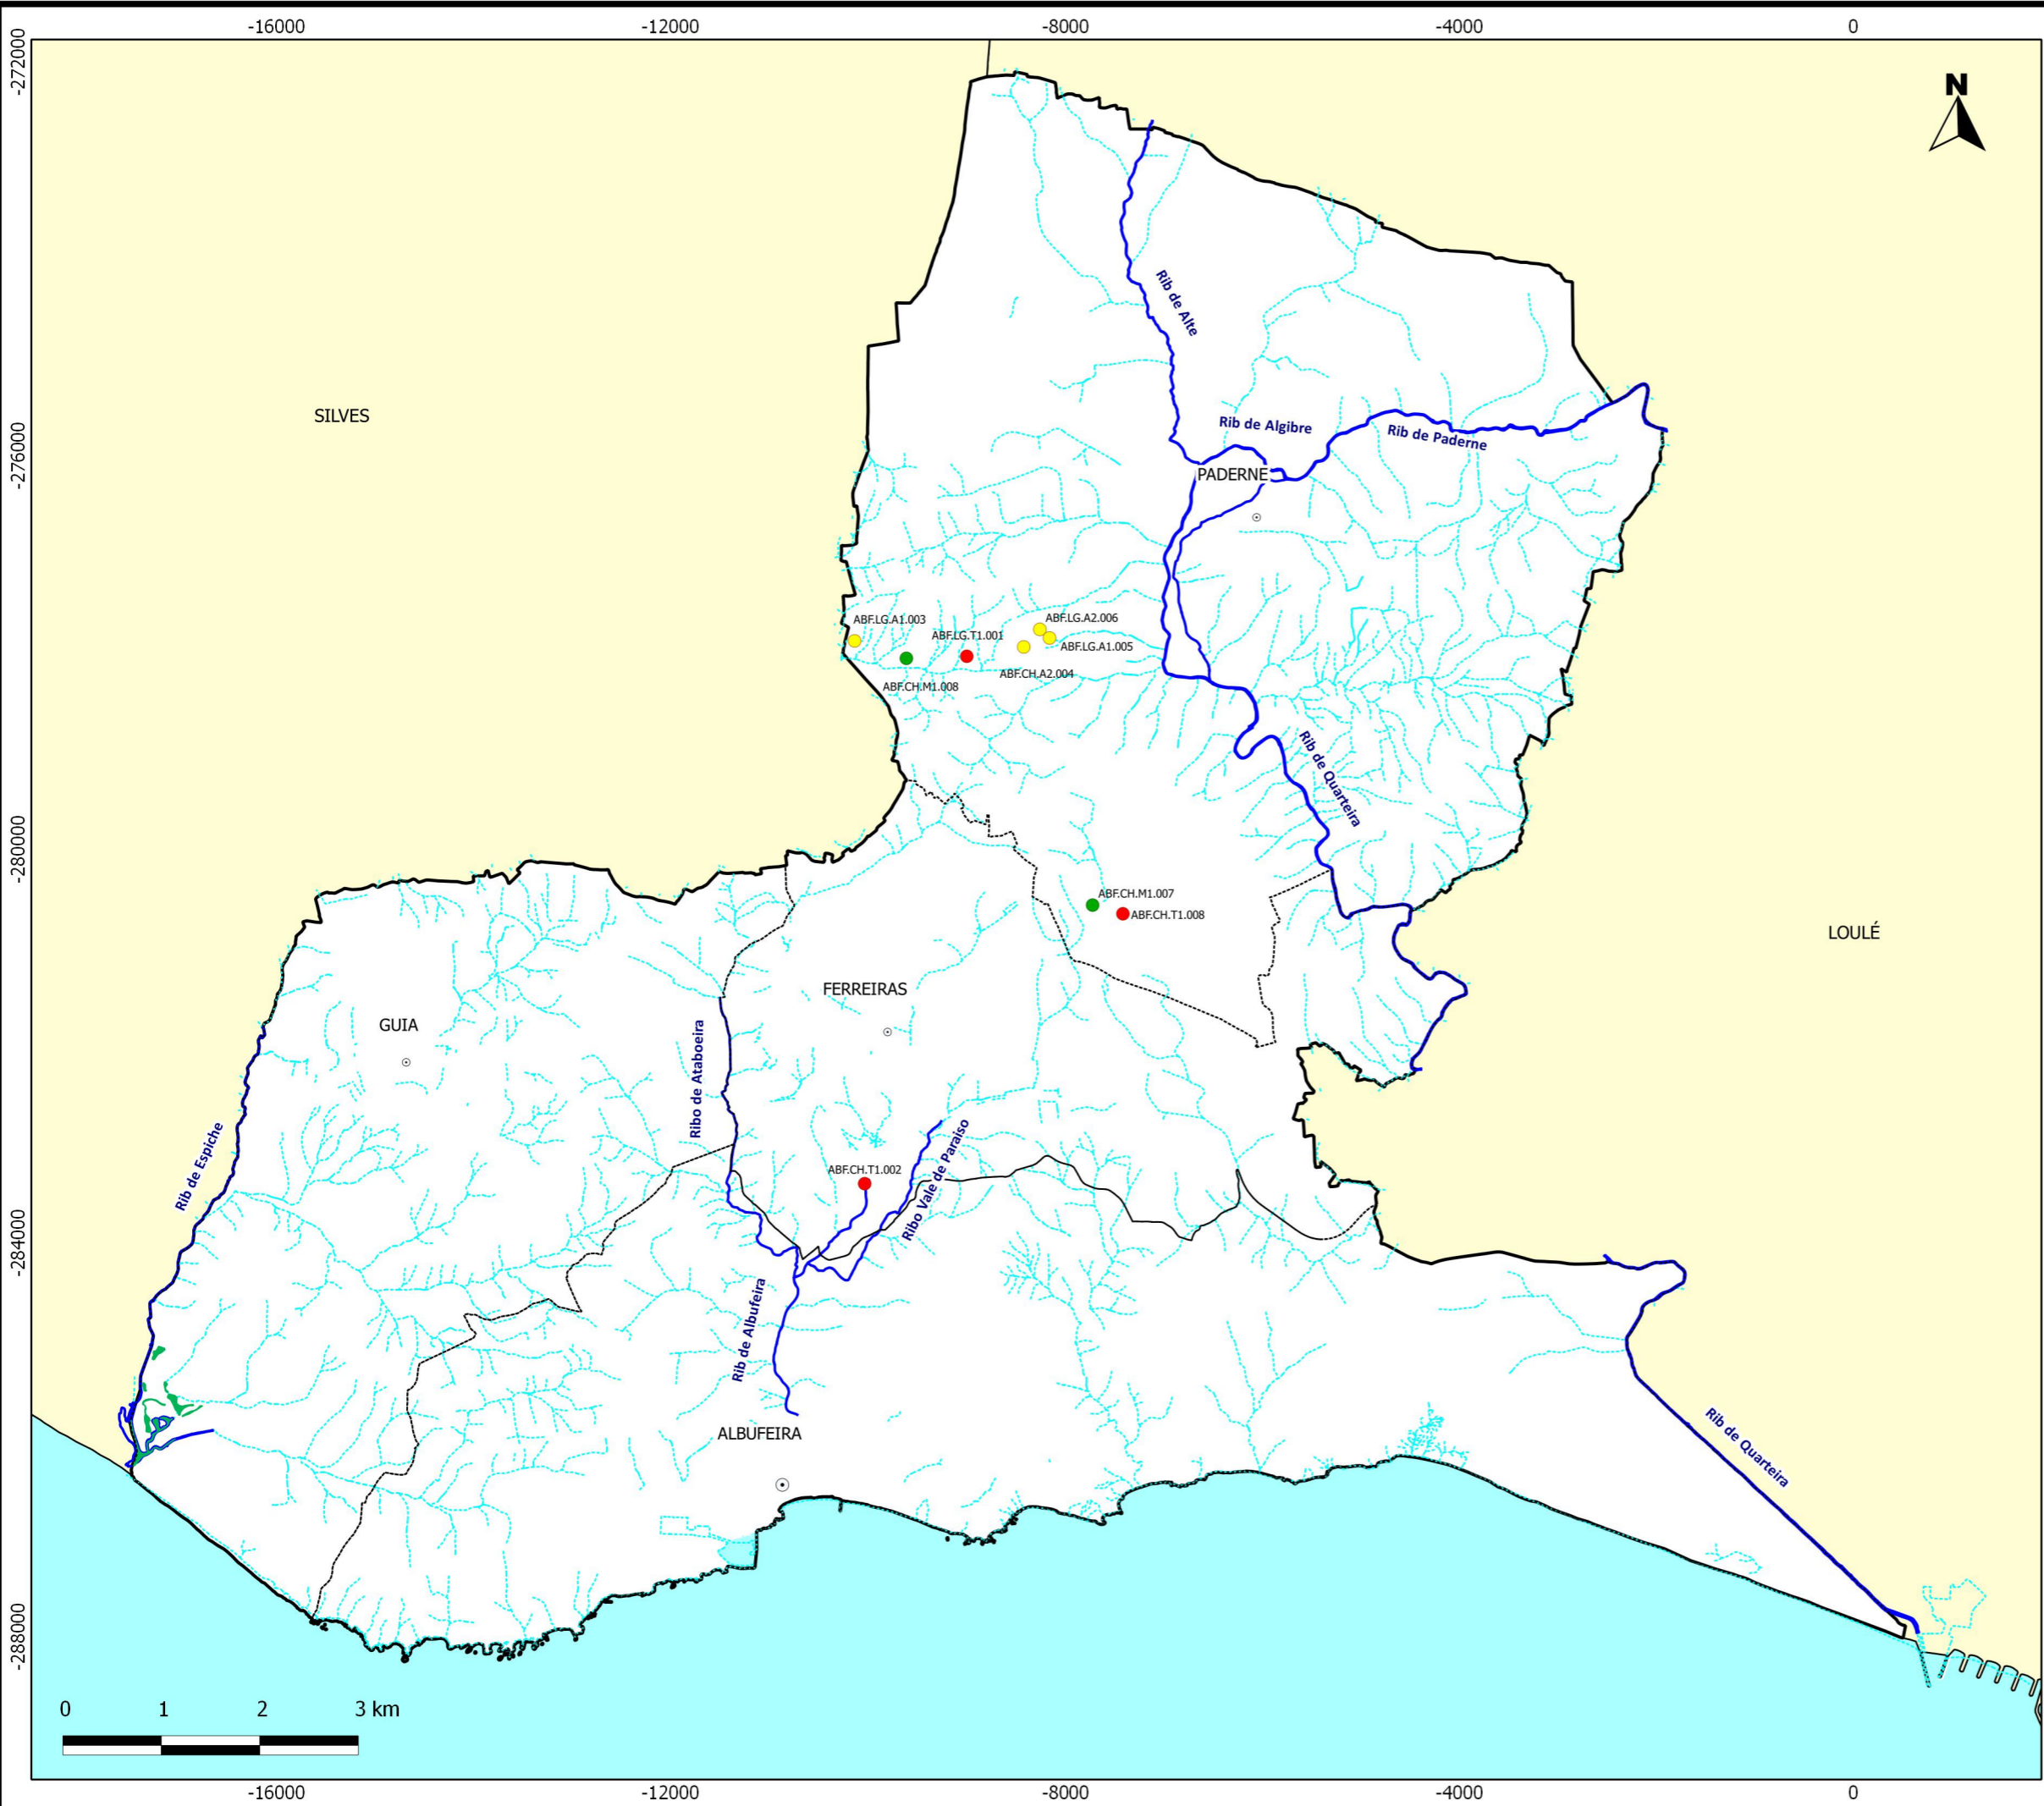 -16000 -12000 -8000 -4000 0
-272000
N
Rib de Alte
SILVES
Rib de Algibre
Rib de Paderne
-276000
PADERNE
ABF.LG.A1.003
ABF.LG.A2.006
ABF.LG.T1.001
ABF.LG.A1.005
ABF.CH.A2.004
ABF.CH.M1.008
Rib de Quarteira
-280000
ABF.CH.M1.007
ABF.CH.T1.008
LOULÉ
FERREIRAS
GUIA
Ribo de Ataboeira
Rib de Espiche
ABF.CH.T1.002
Ribo Vale de Paraiso
-284000
Rib de Albufeira
ALBUFEIRA
Rib de Quarteira
-288000
0 1 2 3 km
-16000 -12000 -8000 -4000 0